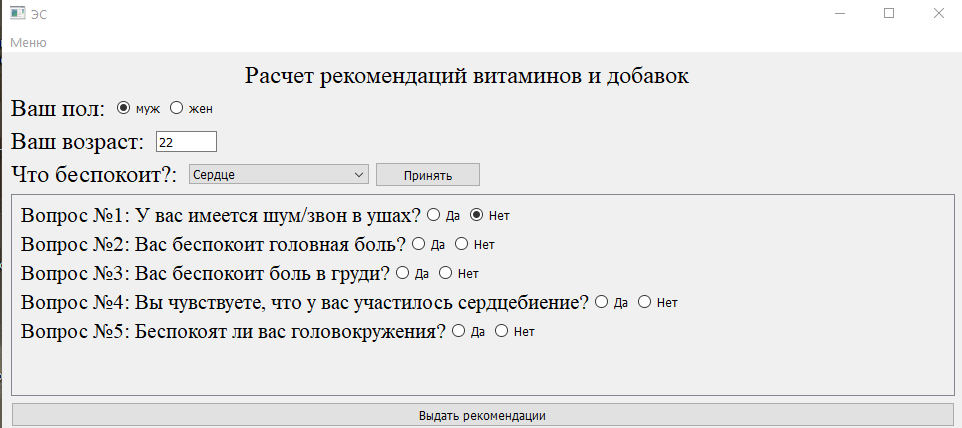 ЭС
Меню
Расчет рекомендаций витаминов и добавок
Ваш пол: муж жен
Ваш возраст: 22
Что беспокоит?: Сердце Принять
Вопрос №1: У вас имеется шум/звон в ушах? Да Нет
Вопрос №2: Вас беспокоит головная боль? Да Нет
Вопрос №3: Вас беспокоит боль в груди? Да Нет
Вопрос №4: Вы чувствуете, что у вас участилось сердцебиение? Да Нет
Вопрос №5: Беспокоят ли вас головокружения? Да Нет
Выдать рекомендации